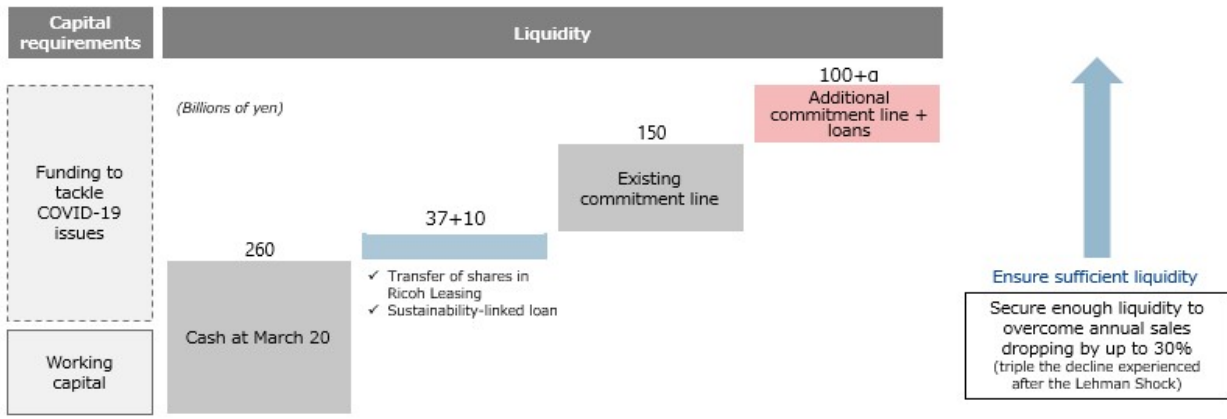 Capital
requirements
Liquidity
(Billions of yen)
Funding to
tackle
COVID-19
issues
Working
capital
260
Cash at March 20
37+10
✓ Transfer of shares in
Ricoh Leasing
✓ Sustainability-linked loan
150
Existing
commitment line
100+α
Additional
commitment line +
loans
Ensure sufficient liquidity
Secure enough liquidity to
overcome annual sales
dropping by up to 30%
(triple the decline experienced
after the Lehman Shock)